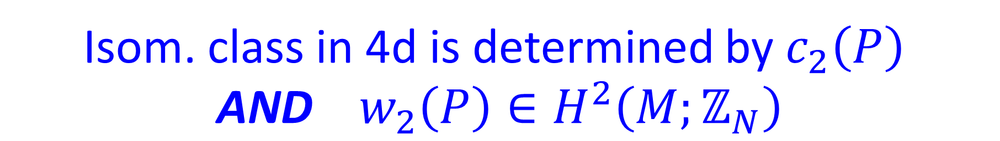 Isom. class in 4d is determined by c₂(P)
AND w₂(P) ∈ H²(M; ℤ_N)